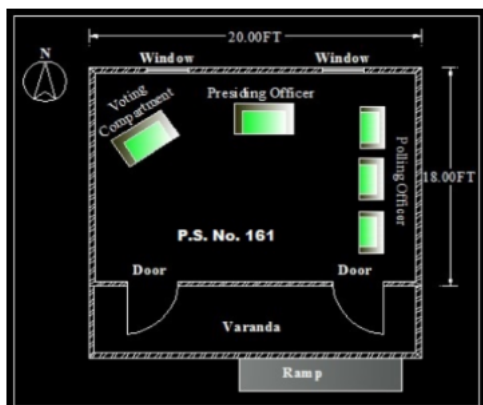 20.00FT
N
Window
Window
Voting
Compartment
Presiding Officer
Polling Officer
18.00FT
P.S. No. 161
Door
Door
Varanda
Ramp